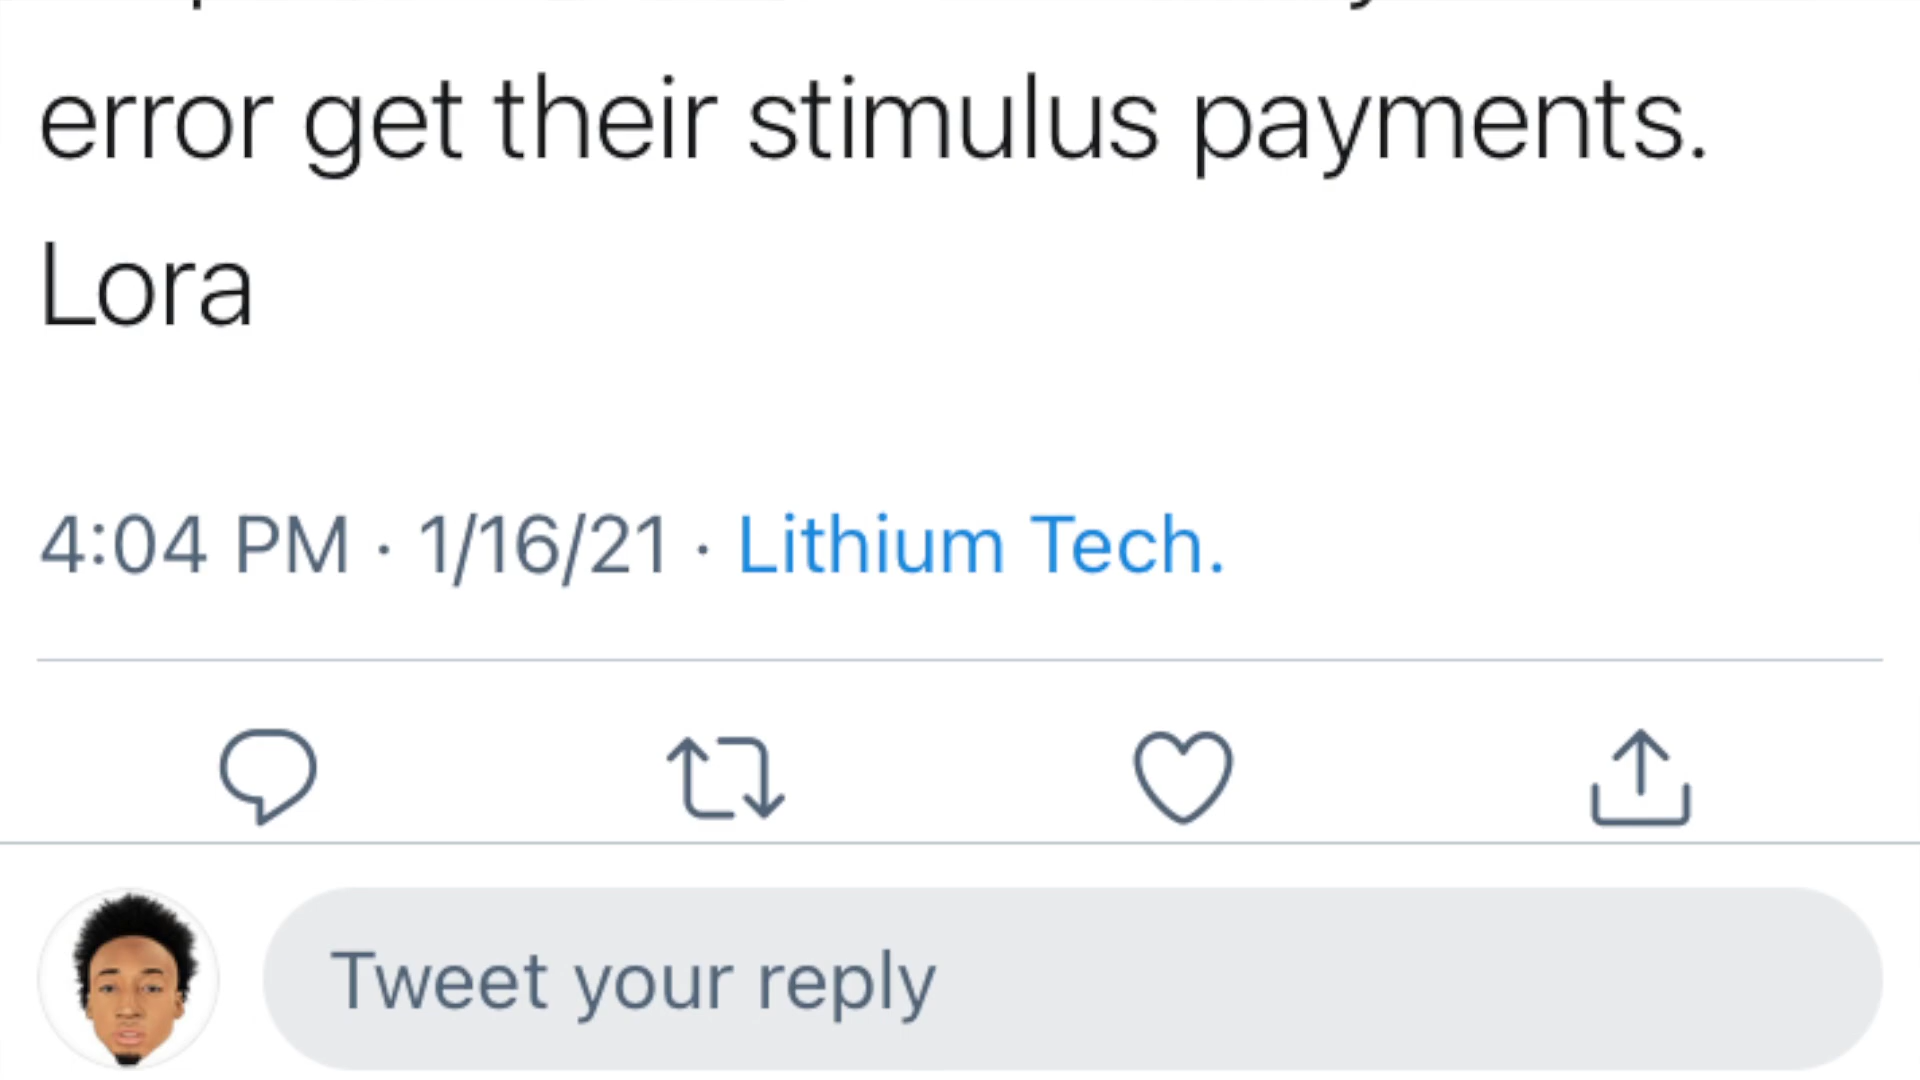 error get their stimulus payments.
Lora
4:04 PM · 1/16/21 · Lithium Tech.
Tweet your reply